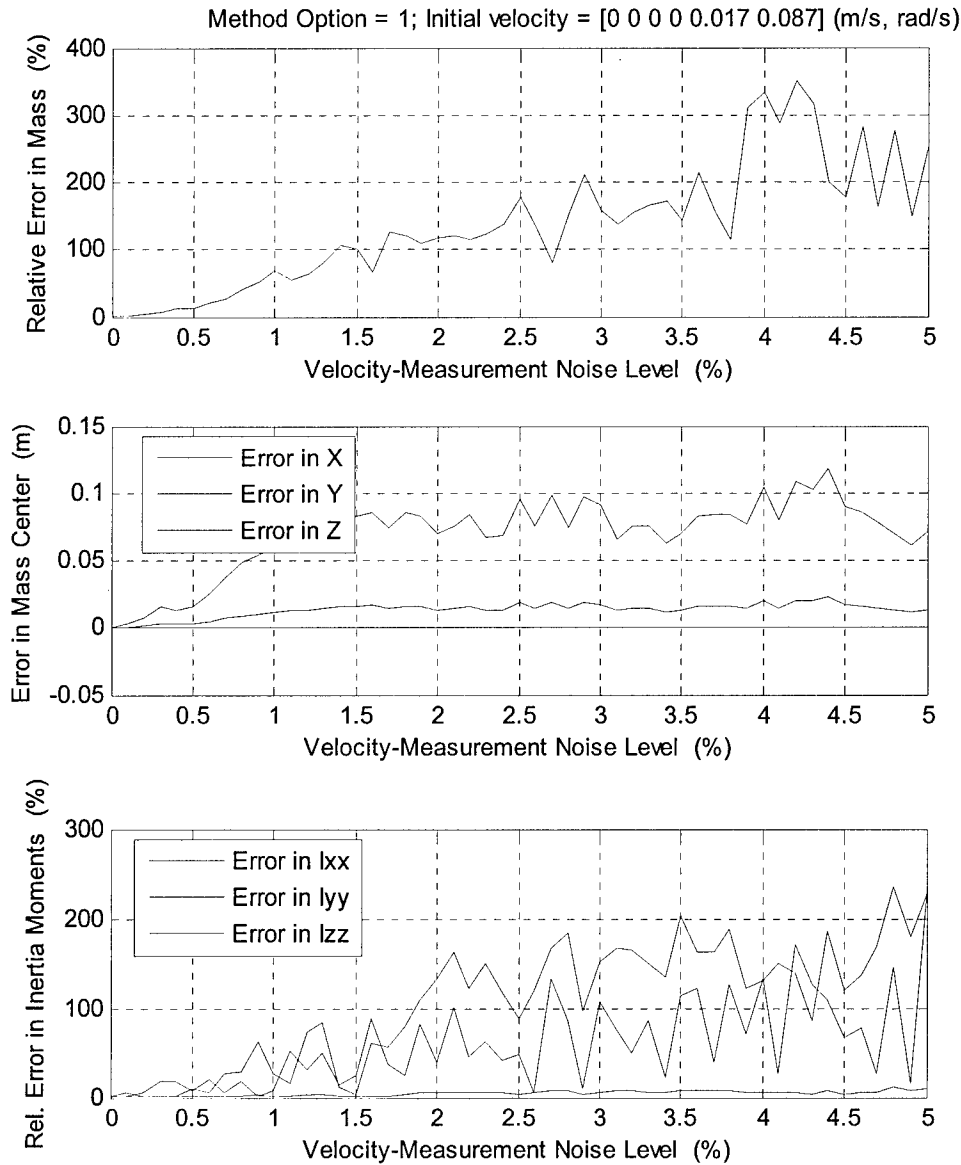 Method Option = 1; Initial velocity = [0 0 0 0 0.017 0.087] (m/s, rad/s)
Relative Error in Mass (%)
400
300
200
100
0
0 0.5 1 1.5 2 2.5 3 3.5 4 4.5 5
Velocity-Measurement Noise Level (%)
Error in Mass Center (m)
0.15
0.1
0.05
0
-0.05
Error in X
Error in Y
Error in Z
0 0.5 1 1.5 2 2.5 3 3.5 4 4.5 5
Velocity-Measurement Noise Level (%)
Rel. Error in Inertia Moments (%)
300
200
100
0
Error in Ixx
Error in Iyy
Error in Izz
0 0.5 1 1.5 2 2.5 3 3.5 4 4.5 5
Velocity-Measurement Noise Level (%)